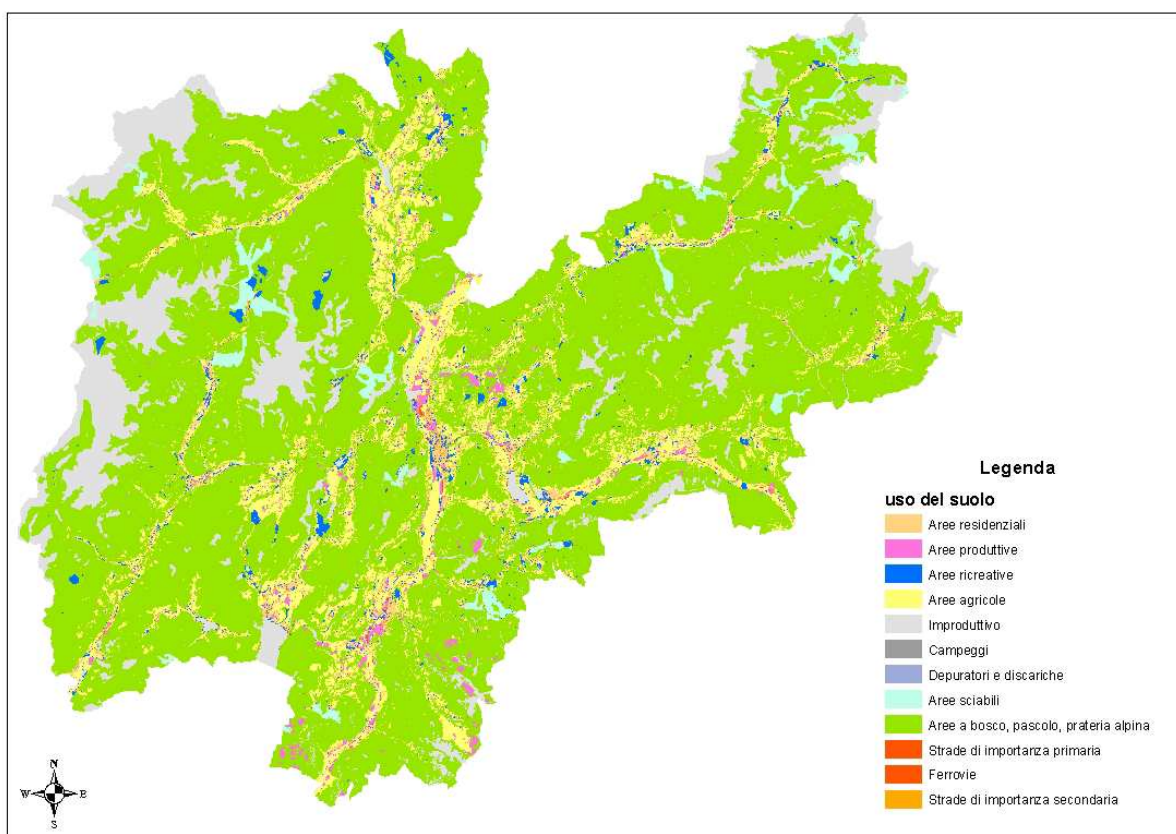 Legenda
uso del suolo
Aree residenziali
Aree produttive
Aree ricreative
Aree agricole
Improduttivo
Campeggi
Depuratori e discariche
Aree sciabili
Aree a bosco, pascolo, prateria alpina
Strade di importanza primaria
Ferrovie
Strade di importanza secondaria
N
W E
S